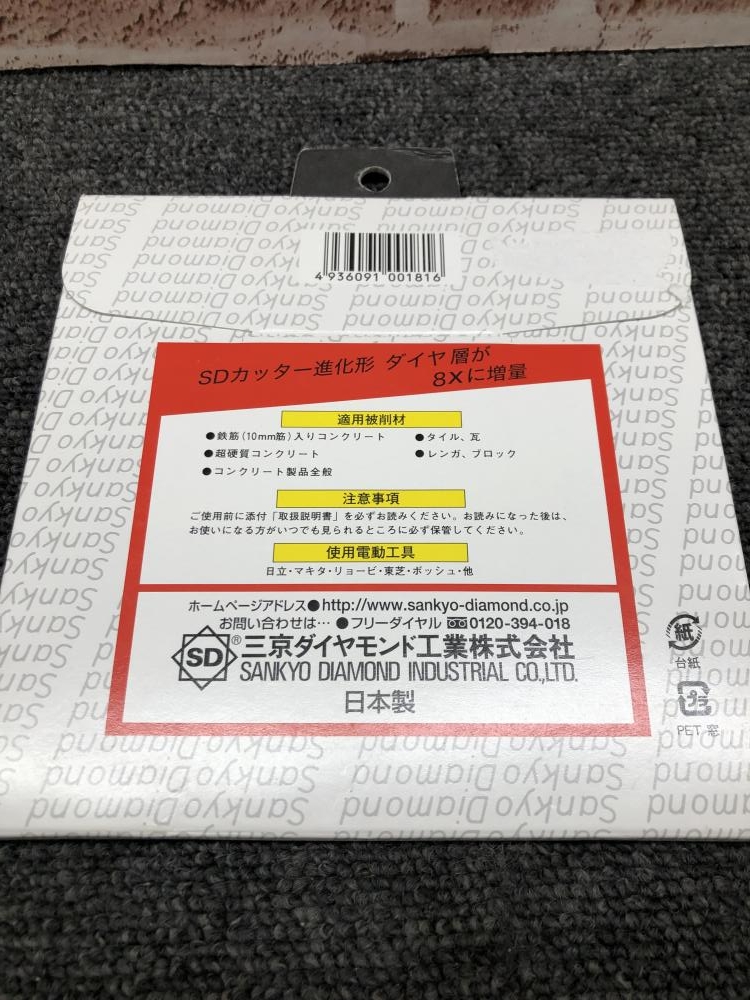 4 936091 001816
SDカッター進化形 ダイヤ層が
8Xに増量
適用被削材
●鉄筋(10mm筋)入りコンクリート
●タイル、瓦
●超硬質コンクリート
●レンガ、ブロック
●コンクリート製品全般
注意事項
ご使用前に添付「取扱説明書」を必ずお読みください。お読みになった後は、
お使いになる方がいつでも見られるところに必ず保管してください。
使用電動工具
日立・マキタ・リョービ・東芝・ボッシュ・他
ホームページアドレス●http://www.sankyo-diamond.co.jp
お問い合わせは…●フリーダイヤル 0120-394-018
SD® 三京ダイヤモンド工業株式会社
SANKYO DIAMOND INDUSTRIAL CO.,LTD.
日本製
紙
台紙
プラ
PET 窓
Sankyo Diamond